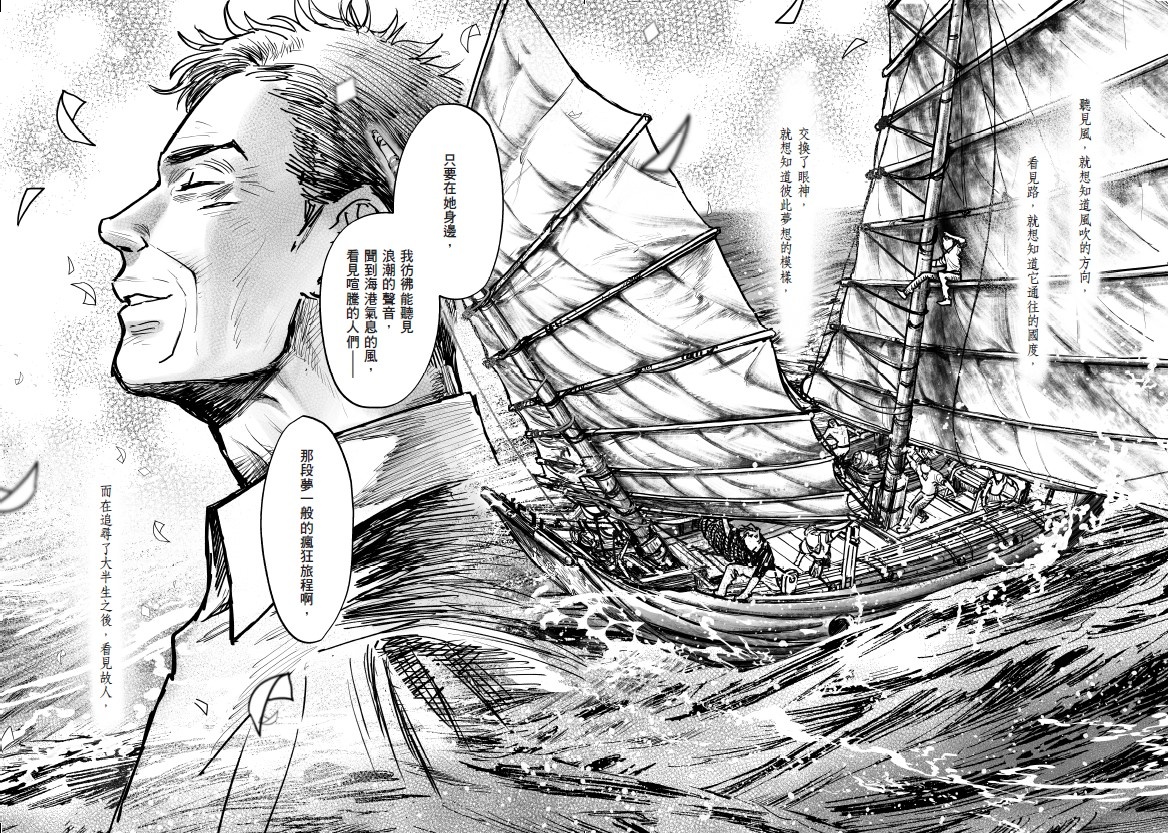 聽見風，就想知道風吹的方向，
看見路，就想知道它通往的國度，
交換了眼神，
就想知道彼此夢想的模樣，
只要在她身邊，
我彷彿能聽見
浪潮的聲音，
聞到海港氣息的風，
看見喧騰的人們——
那段夢一般的瘋狂旅程啊，
而在追尋了大半生之後，看見故人，